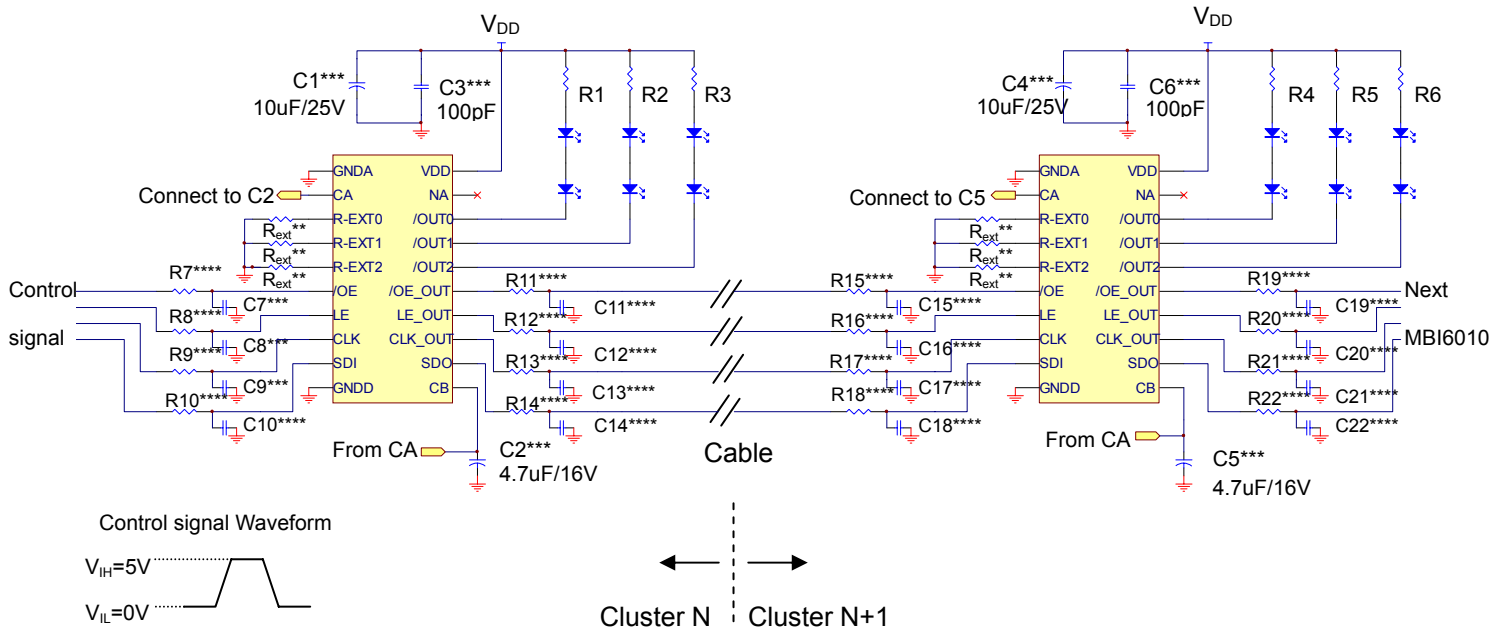 VDD
VDD
C1***
10uF/25V
C3***
100pF
R1
R2
R3
C4***
10uF/25V
C6***
100pF
R4
R5
R6
Connect to C2
GNDA
CA
R-EXT0
R-EXT1
R-EXT2
/OE
LE
CLK
SDI
GNDD
VDD
NA
/OUT0
/OUT1
/OUT2
/OE_OUT
LE_OUT
CLK_OUT
SDO
CB
Rext**
Rext**
Rext**
Control
signal
R7****
C7***
R8****
C8***
R9****
C9***
R10****
C10****
R11****
C11****
R12****
C12****
R13****
C13****
R14****
C14****
From CA
C2***
4.7uF/16V
Cable
R15****
C15****
R16****
C16****
R17****
C17****
R18****
C18****
Connect to C5
GNDA
CA
R-EXT0
R-EXT1
R-EXT2
/OE
LE
CLK
SDI
GNDD
VDD
NA
/OUT0
/OUT1
/OUT2
/OE_OUT
LE_OUT
CLK_OUT
SDO
CB
Rext**
Rext**
Rext**
R19****
C19****
R20****
C20****
R21****
C21****
R22****
C22****
Next
MBI6010
From CA
C5***
4.7uF/16V
Control signal Waveform
VIH=5V
VIL=0V
Cluster N
Cluster N+1